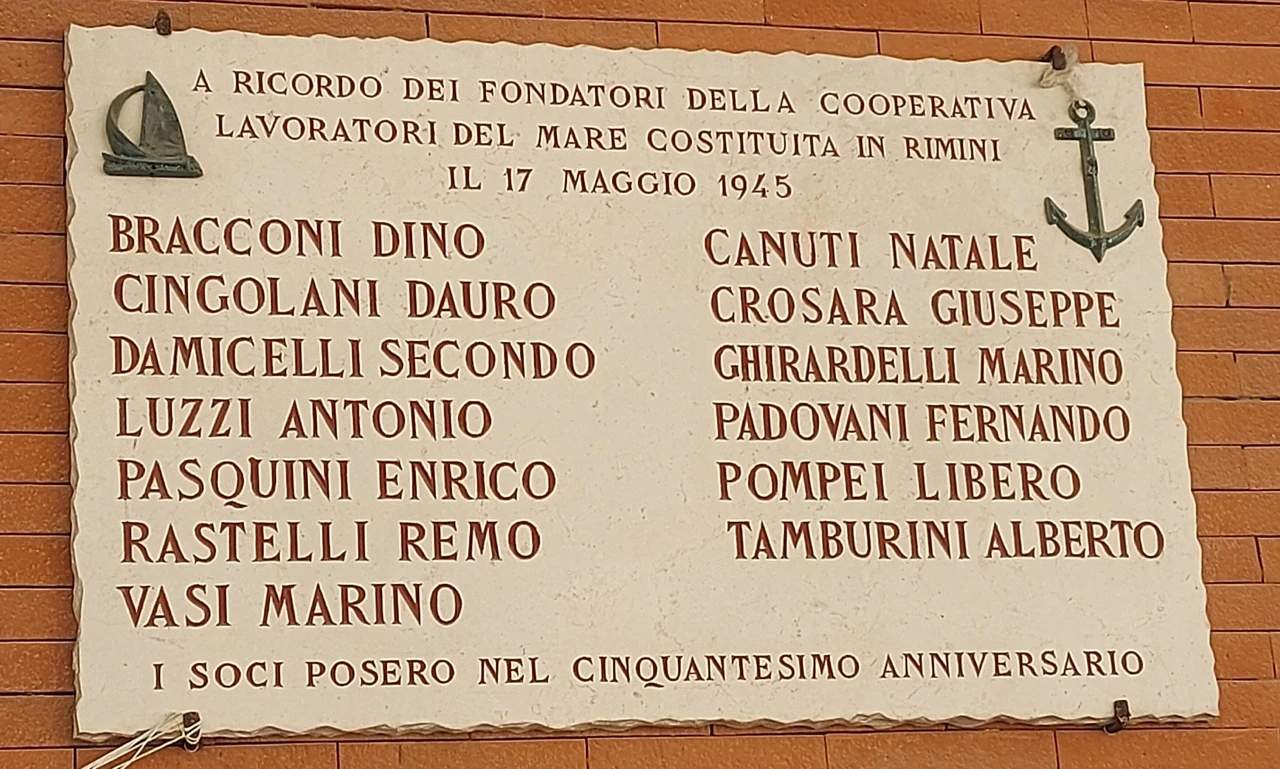 A RICORDO DEI FONDATORI DELLA COOPERATIVA
LAVORATORI DEL MARE COSTITUITA IN RIMINI
IL 17 MAGGIO 1945
BRACCONI DINO
CANUTI NATALE
CINGOLANI DAURO
CROSARA GIUSEPPE
DAMICELLI SECONDO
GHIRARDELLI MARINO
LUZZI ANTONIO
PADOVANI FERNANDO
PASQUINI ENRICO
POMPEI LIBERO
RASTELLI REMO
TAMBURINI ALBERTO
VASI MARINO
I SOCI POSERO NEL CINQUANTESIMO ANNIVERSARIO